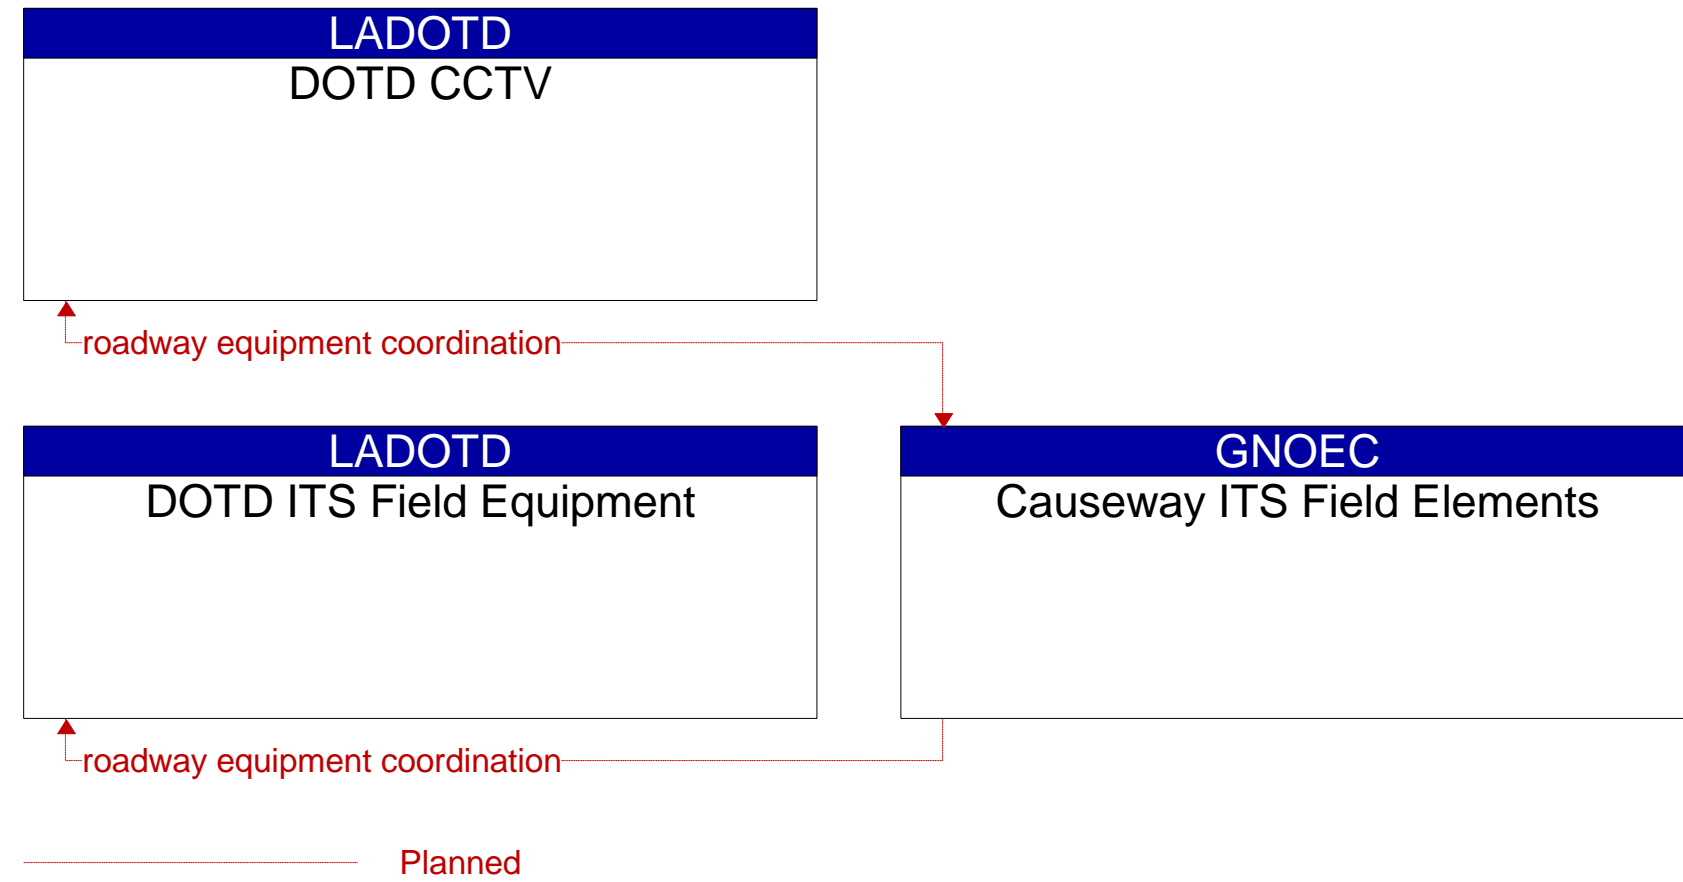 LADOTD
DOTD CCTV
roadway equipment coordination
LADOTD
DOTD ITS Field Equipment
GNOEC
Causeway ITS Field Elements
roadway equipment coordination
Planned